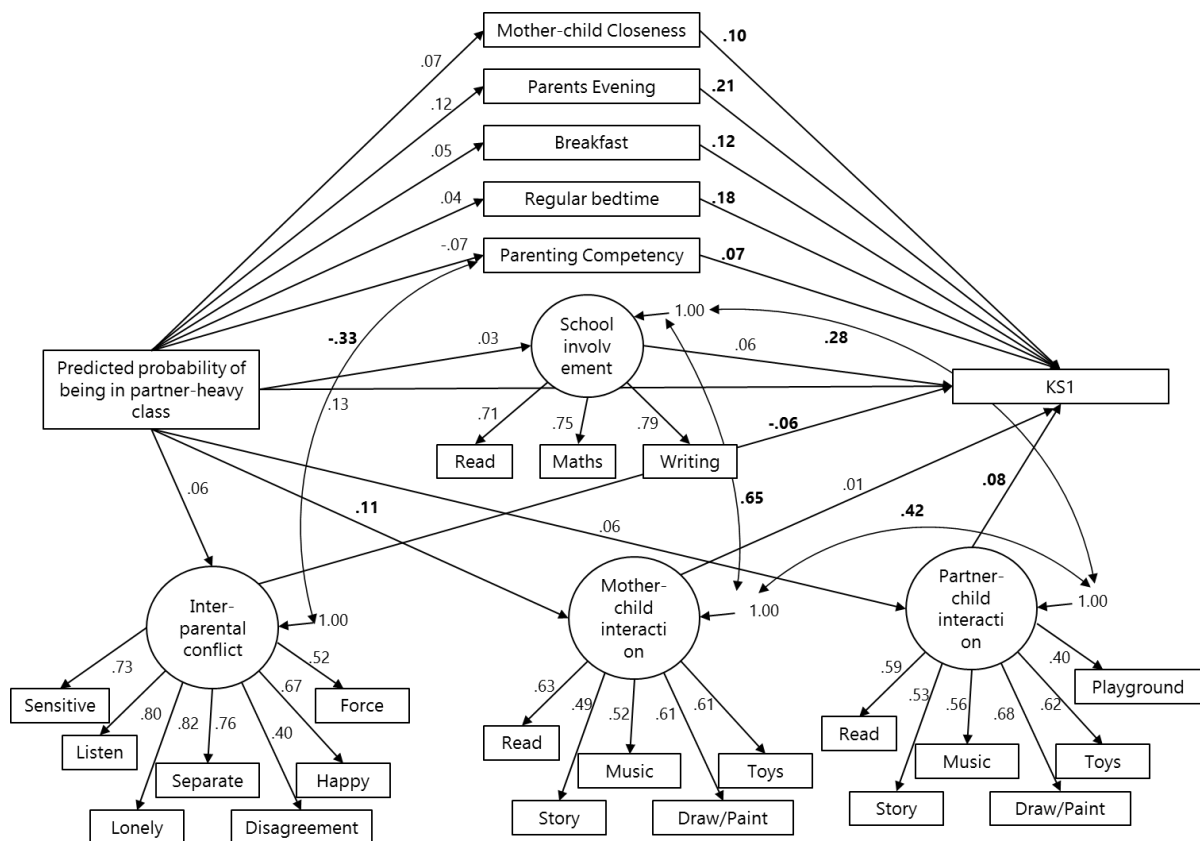 Mother-child Closeness
.10
.07
Parents Evening
.21
.12
Breakfast
.12
.05
Regular bedtime
.18
.04
Parenting Competency
.07
-.07
1.00
School
involv
ement
-.33
.03
.06
.28
Predicted probability of
being in partner-heavy
class
KS1
.13
.71
.75
.79
-.06
Read
Maths
Writing
.06
.11
.06
.65
.01
.08
.42
Inter-
parental
conflict
1.00
Mother-
child
interacti
on
1.00
Partner-
child
interacti
on
1.00
.73
.80
.82
.76
.40
.67
.52
Sensitive
Force
Listen
Separate
Happy
Lonely
Disagreement
.63
.49
.52
.61
.61
Read
Music
Toys
Story
Draw/Paint
.59
.53
.56
.68
.62
.40
Playground
Read
Music
Toys
Story
Draw/Paint